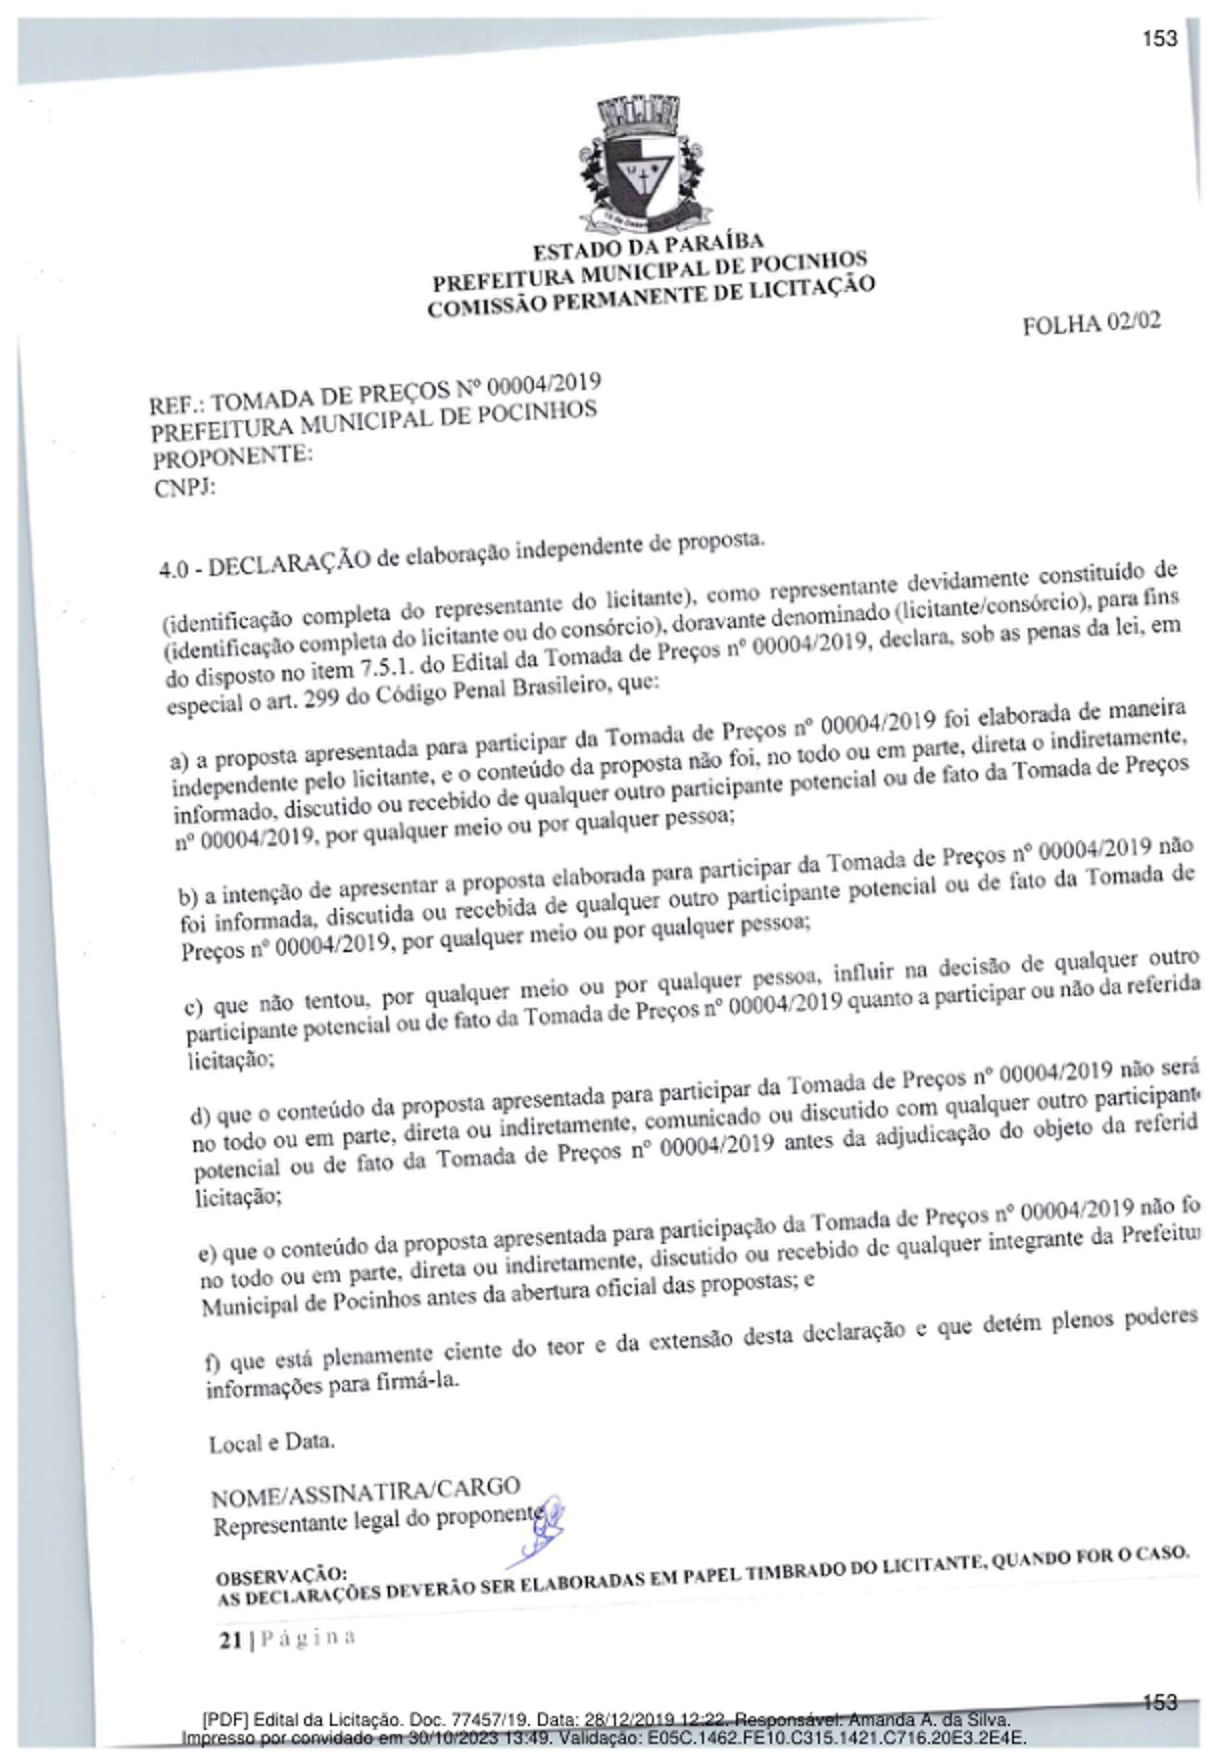 153
ESTADO DA PARAÍBA
PREFEITURA MUNICIPAL DE POCINHOS
COMISSÃO PERMANENTE DE LICITAÇÃO
FOLHA 02/02
REF.: TOMADA DE PREÇOS Nº 00004/2019
PREFEITURA MUNICIPAL DE POCINHOS
PROPONENTE:
CNPJ:
4.0 - DECLARAÇÃO de elaboração independente de proposta.
(identificação completa do representante do licitante), como representante devidamente constituído de
(identificação completa do licitante ou do consórcio), doravante denominado (licitante/consórcio), para fins
do disposto no item 7.5.1. do Edital da Tomada de Preços nº 00004/2019, declara, sob as penas da lei, em
especial o art. 299 do Código Penal Brasileiro, que:
a) a proposta apresentada para participar da Tomada de Preços nº 00004/2019 foi elaborada de maneira
independente pelo licitante, e o conteúdo da proposta não foi, no todo ou em parte, direta o indiretamente,
informado, discutido ou recebido de qualquer outro participante potencial ou de fato da Tomada de Preços
nº 00004/2019, por qualquer meio ou por qualquer pessoa;
b) a intenção de apresentar a proposta elaborada para participar da Tomada de Preços nº 00004/2019 não
foi informada, discutida ou recebida de qualquer outro participante potencial ou de fato da Tomada de
Preços nº 00004/2019, por qualquer meio ou por qualquer pessoa;
c) que não tentou, por qualquer meio ou por qualquer pessoa, influir na decisão de qualquer outro
participante potencial ou de fato da Tomada de Preços nº 00004/2019 quanto a participar ou não da referida
licitação;
d) que o conteúdo da proposta apresentada para participar da Tomada de Preços nº 00004/2019 não será
no todo ou em parte, direta ou indiretamente, comunicado ou discutido com qualquer outro participante
potencial ou de fato da Tomada de Preços nº 00004/2019 antes da adjudicação do objeto da referid
licitação;
e) que o conteúdo da proposta apresentada para participação da Tomada de Preços nº 00004/2019 não fo
no todo ou em parte, direta ou indiretamente, discutido ou recebido de qualquer integrante da Prefeitur
Municipal de Pocinhos antes da abertura oficial das propostas; e
f) que está plenamente ciente do teor e da extensão desta declaração e que detém plenos poderes
informações para firmá-la.
Local e Data.
NOME/ASSINATIRA/CARGO
Representante legal do proponente
OBSERVAÇÃO:
AS DECLARAÇÕES DEVERÃO SER ELABORADAS EM PAPEL TIMBRADO DO LICITANTE, QUANDO FOR O CASO.
21 | Página
153
[PDF] Edital da Licitação. Doc. 77457/19. Data: 28/12/2019 12:22. Responsável: Amanda A. da Silva.
Impresso por convidado em 30/10/2023 13:49. Validação: E05C.1462.FE10.C315.1421.C716.20E3.2E4E.